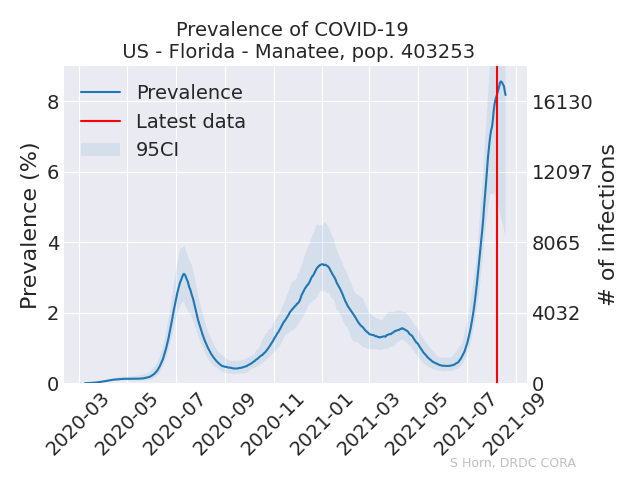 Prevalence of COVID-19
US - Florida - Manatee, pop. 403253
Prevalence
Latest data
95CI
Prevalence (%)
8
6
4
2
0
16130
12097
8065
4032
0
# of infections
2020-03
2020-05
2020-07
2020-09
2020-11
2021-01
2021-03
2021-05
2021-07
2021-09
S Horn, DRDC CORA